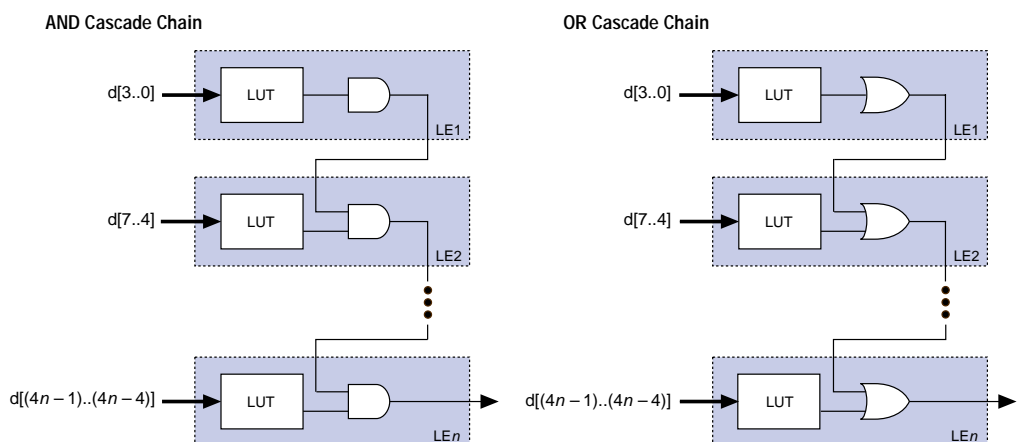 AND Cascade Chain
d[3..0]
LUT
LE1
d[7..4]
LUT
LE2
d[(4n – 1)..(4n – 4)]
LUT
LEn
OR Cascade Chain
d[3..0]
LUT
LE1
d[7..4]
LUT
LE2
d[(4n – 1)..(4n – 4)]
LUT
LEn